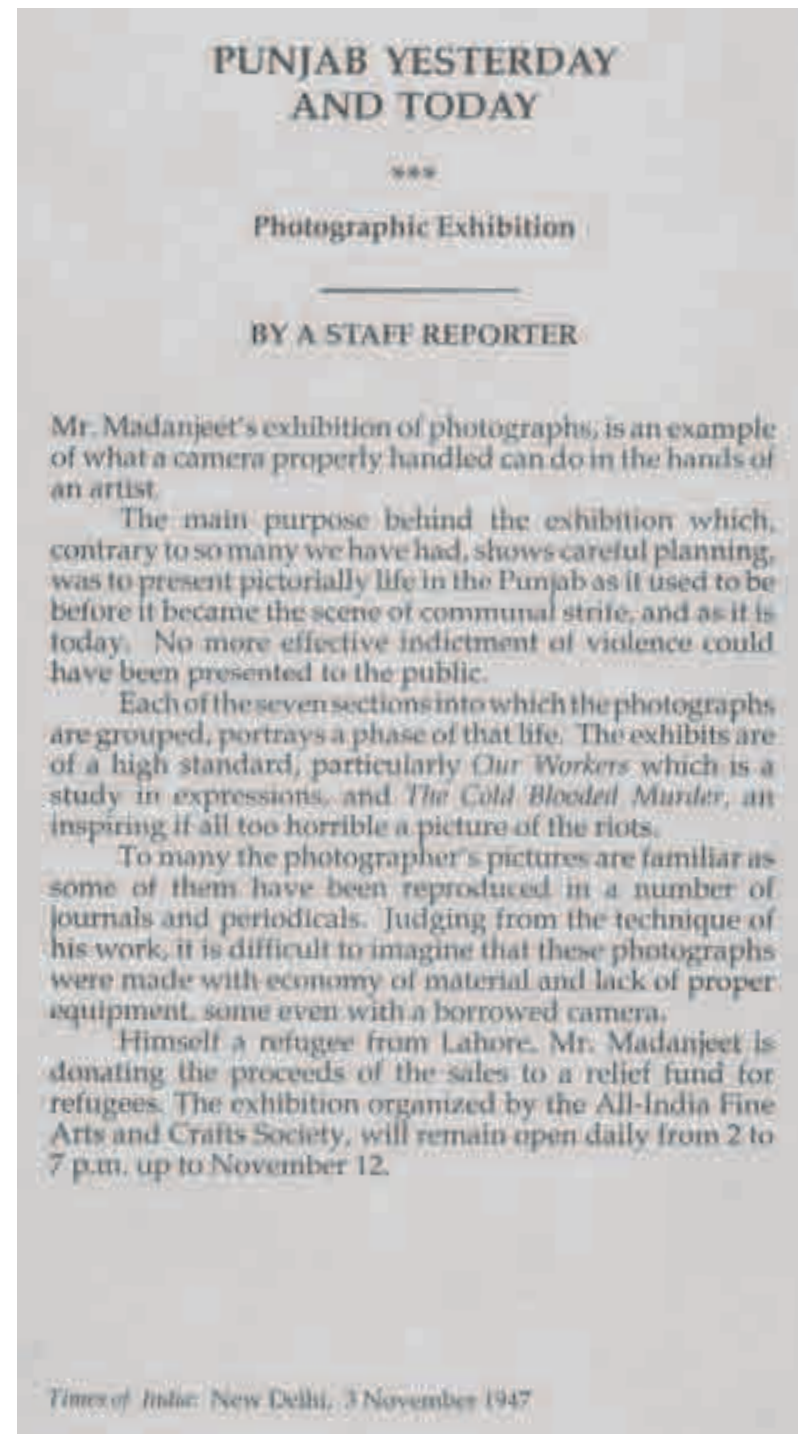 PUNJAB YESTERDAY
AND TODAY
***
Photographic Exhibition
BY A STAFF REPORTER
Mr. Madanjeet's exhibition of photographs, is an example
of what a camera properly handled can do in the hands of
an artist.
The main purpose behind the exhibition which,
contrary to so many we have had, shows careful planning,
was to present pictorially life in the Punjab as it used to be
before it became the scene of communal strife, and as it is
today. No more effective indictment of violence could
have been presented to the public.
Each of the seven sections into which the photographs
are grouped, portrays a phase of that life. The exhibits are
of a high standard, particularly Our Workers which is a
study in expressions, and The Cold Blooded Murder, an
inspiring if all too horrible a picture of the riots.
To many the photographer's pictures are familiar as
some of them have been reproduced in a number of
journals and periodicals. Judging from the technique of
his work, it is difficult to imagine that these photographs
were made with economy of material and lack of proper
equipment, some even with a borrowed camera.
Himself a refugee from Lahore, Mr. Madanjeet is
donating the proceeds of the sales to a relief fund for
refugees. The exhibition organized by the All-India Fine
Arts and Crafts Society, will remain open daily from 2 to
7 p.m. up to November 12.
Times of India: New Delhi, 3 November 1947